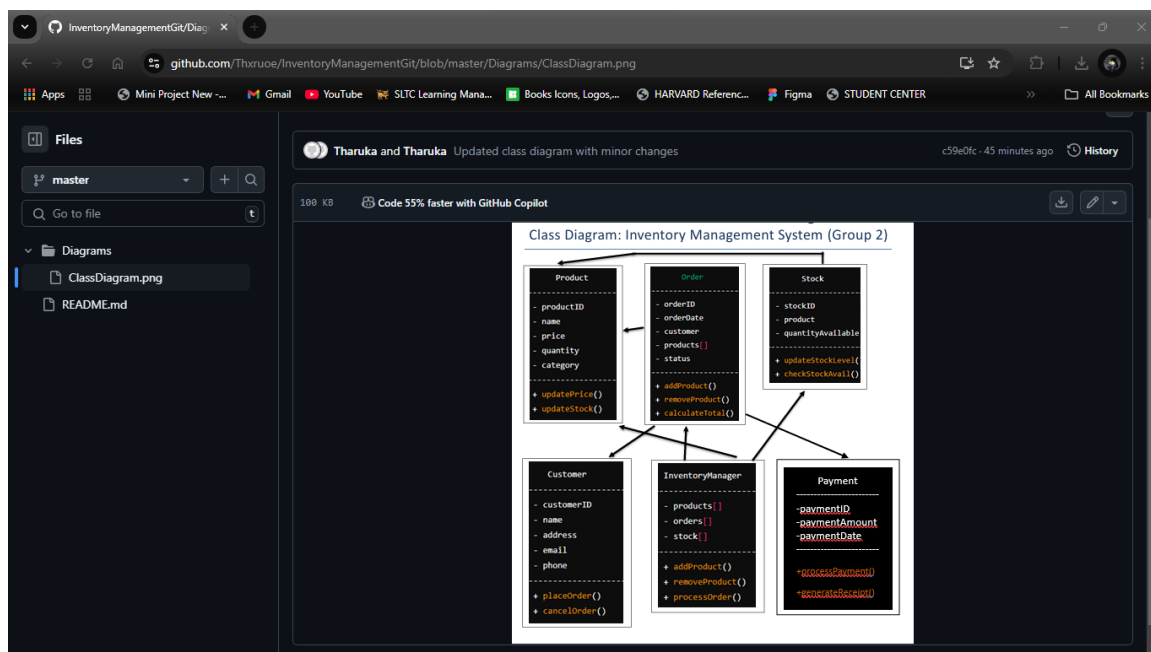 InventoryManagementGit/Diag
github.com/Thxruoe/InventoryManagementGit/blob/master/Diagrams/ClassDiagram.png
Apps
Mini Project New -...
Gmail
YouTube
SLTC Learning Mana...
Books Icons, Logos,...
HARVARD Referenc...
Figma
STUDENT CENTER
»
All Bookmarks
Files
master
Go to file
t
Diagrams
ClassDiagram.png
README.md
Tharuka and Tharuka Updated class diagram with minor changes
c59e0fc · 45 minutes ago
History
100 KB
Code 55% faster with GitHub Copilot
Class Diagram: Inventory Management System (Group 2)
Product
- productID
- name
- price
- quantity
- category
+ updatePrice()
+ updateStock()
Order
- orderID
- orderDate
- customer
- products[]
- status
+ addProduct()
+ removeProduct()
+ calculateTotal()
Stock
- stockID
- product
- quantityAvailable
+ updateStockLevel(
+ checkStockAvail()
Customer
- customerID
- name
- address
- email
- phone
+ placeOrder()
+ cancelOrder()
InventoryManager
- products[]
- orders[]
- stock[]
+ addProduct()
+ removeProduct()
+ processOrder()
Payment
-paymentID
-paymentAmount
-paymentDate
+processPayment()
+generateReceipt()